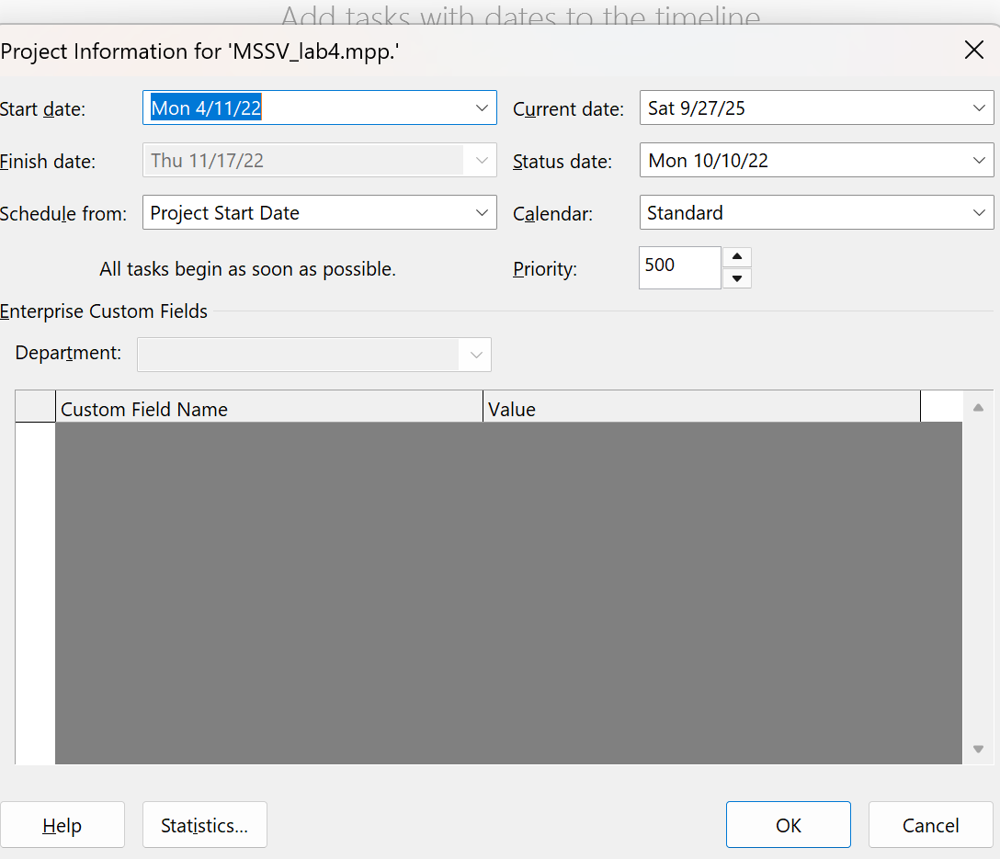 Add tasks with dates to the timeline
Project Information for 'MSSV_lab4.mpp.'
Start date: Mon 4/11/22 Current date: Sat 9/27/25
Finish date: Thu 11/17/22 Status date: Mon 10/10/22
Schedule from: Project Start Date Calendar: Standard
All tasks begin as soon as possible. Priority: 500
Enterprise Custom Fields
Department:
Custom Field Name Value
Help Statistics... OK Cancel